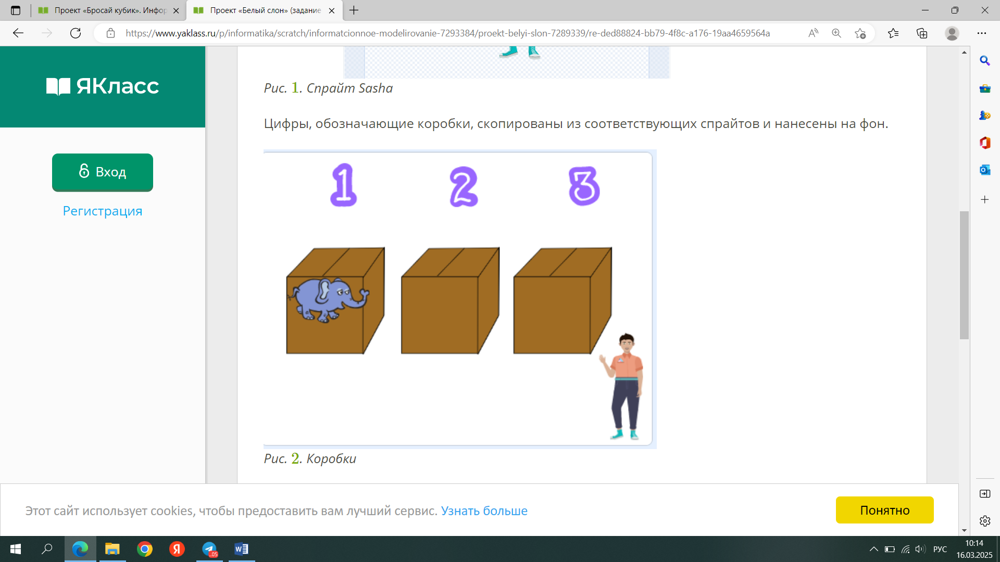 Проект «Бросай кубик». Инфор
Проект «Белый слон» (задание
https://www.yaklass.ru/p/informatika/scratch/informatcionnoe-modelirovanie-7293384/proekt-belyi-slon-7289339/re-ded88824-bb79-4f8c-a176-19aa4659564a
ЯКласс
Вход
Регистрация
Рис. 1. Спрайт Sasha
Цифры, обозначающие коробки, скопированы из соответствующих спрайтов и нанесены на фон.
1 2 3
Рис. 2. Коробки
Этот сайт использует cookies, чтобы предоставить вам лучший сервис. Узнать больше
Понятно
РУС
10:14
16.03.2025